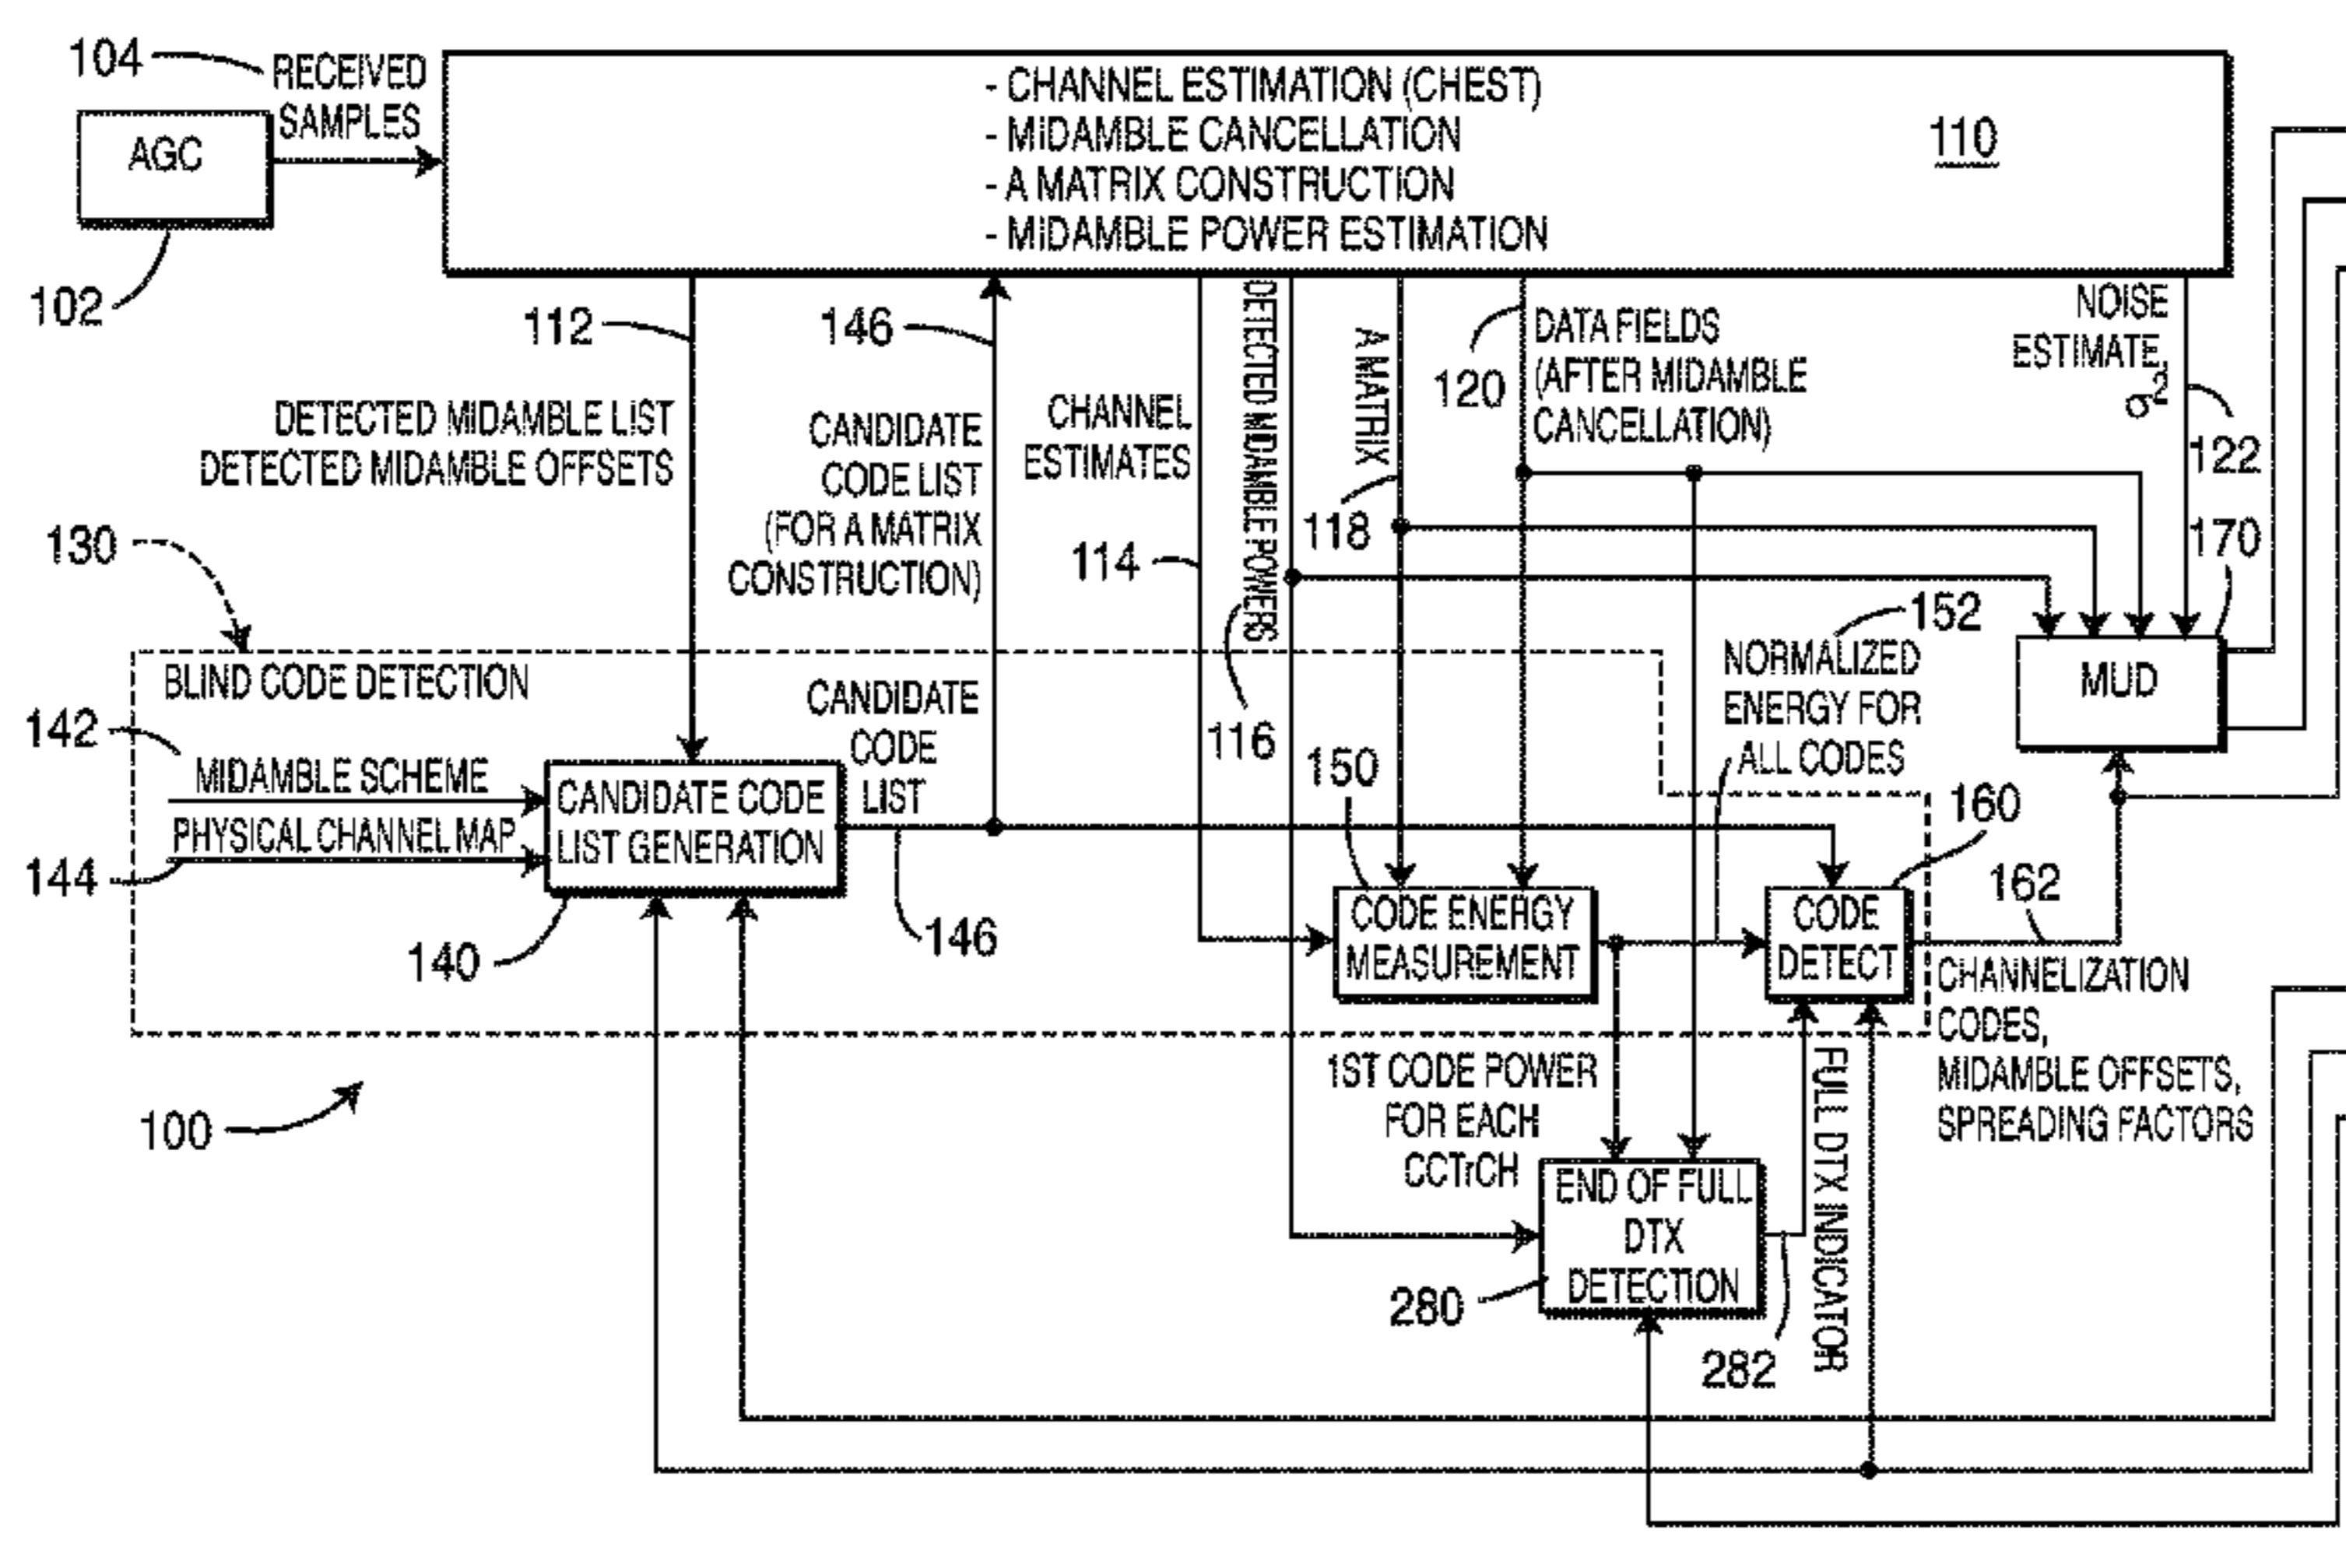 104
RECEIVED
SAMPLES
AGC
102
- CHANNEL ESTIMATION (CHEST)
- MIDAMBLE CANCELLATION
- A MATRIX CONSTRUCTION
- MIDAMBLE POWER ESTIMATION
110
112
DETECTED MIDAMBLE LIST
DETECTED MIDAMBLE OFFSETS
146
CANDIDATE
CODE LIST
(FOR A MATRIX
CONSTRUCTION)
CHANNEL
ESTIMATES
114
DETECTED MIDAMBLE POWERS
116
A MATRIX
118
120
DATA FIELDS
(AFTER MIDAMBLE
CANCELLATION)
NOISE
ESTIMATE,
σ2
122
170
MUD
130
BLIND CODE DETECTION
142
MIDAMBLE SCHEME
PHYSICAL CHANNEL MAP
144
CANDIDATE CODE
LIST GENERATION
140
CANDIDATE
CODE
LIST
146
150
CODE ENERGY
MEASUREMENT
152
NORMALIZED
ENERGY FOR
ALL CODES
160
CODE
DETECT
162
CHANNELIZATION
CODES,
MIDAMBLE OFFSETS,
SPREADING FACTORS
100
1ST CODE POWER
FOR EACH
CCTrCH
END OF FULL
DTX
DETECTION
280
282
FULL DTX INDICATOR